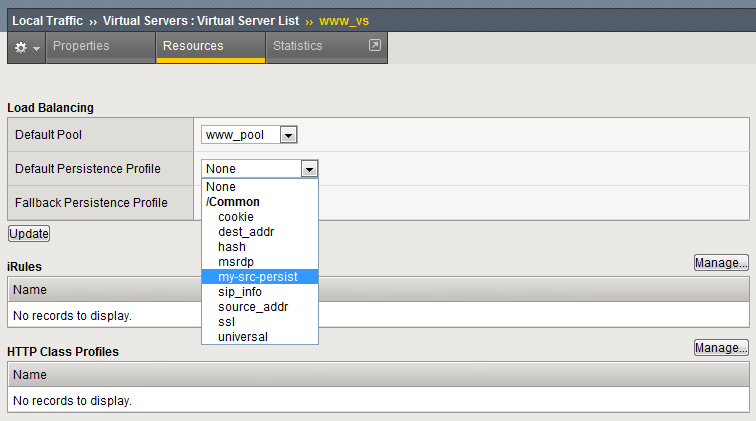 Local Traffic ›› Virtual Servers : Virtual Server List ›› www_vs
Properties Resources Statistics
Load Balancing
Default Pool www_pool
Default Persistence Profile None
None
/Common
Fallback Persistence Profile
cookie
dest_addr
hash
msrdp
my-src-persist
sip_info
source_addr
ssl
universal
Update
iRules Manage...
Name
No records to display.
HTTP Class Profiles Manage...
Name
No records to display.